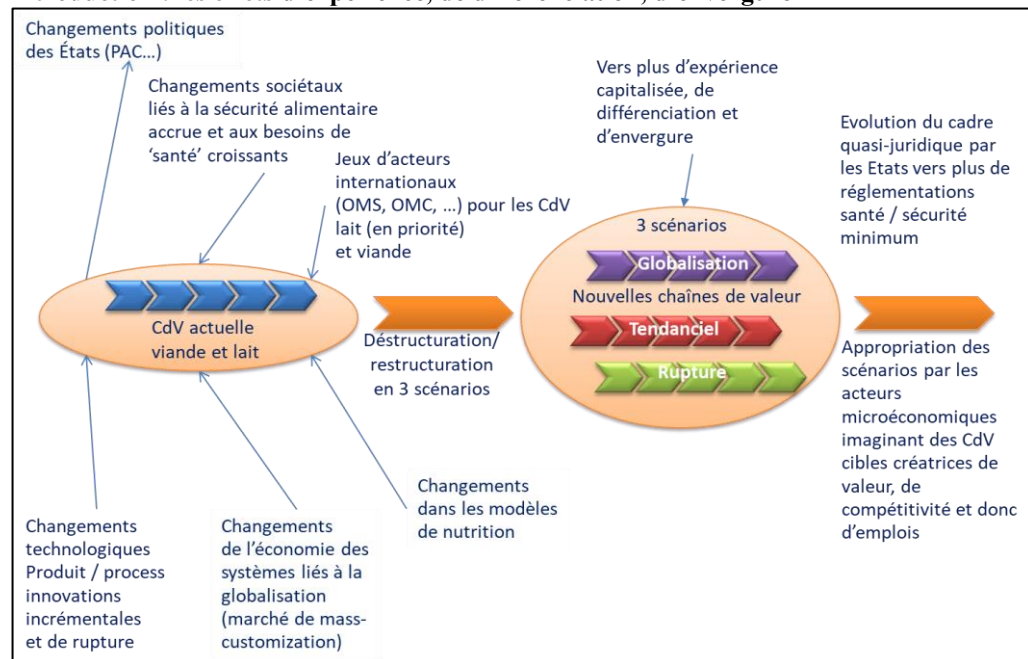 Changements politiques
des États (PAC...)
Changements sociétaux
liés à la sécurité alimentaire
accrue et aux besoins de
‘santé’ croissants
Jeux d’acteurs
internationaux
(OMS, OMC, ...) pour les CdV
lait (en priorité)
et viande
CdV actuelle
viande et lait
Changements
technologiques
Produit / process
innovations
incrémentales
et de rupture
Changements
de l’économie des
systèmes liés à la
globalisation
(marché de mass-
customization)
Changements
dans les modèles
de nutrition
Déstructuration/
restructuration
en 3 scénarios
Vers plus d’expérience
capitalisée, de
différenciation et
d’envergure
3 scénarios
Globalisation
Nouvelles chaînes de valeur
Tendanciel
Rupture
Evolution du cadre
quasi-juridique par
les Etats vers plus de
réglementations
santé / sécurité
minimum
Appropriation des
scénarios par les
acteurs
microéconomiques
imaginant des CdV
cibles créatrices de
valeur, de
compétitivité et donc
d’emplois